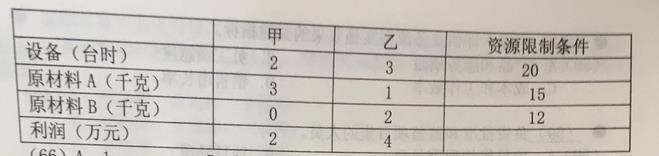 甲 乙 资源限制条件
设备（台时） 2 3 20
原材料A（千克） 3 1 15
原材料B（千克） 0 2 12
利润（万元） 2 4